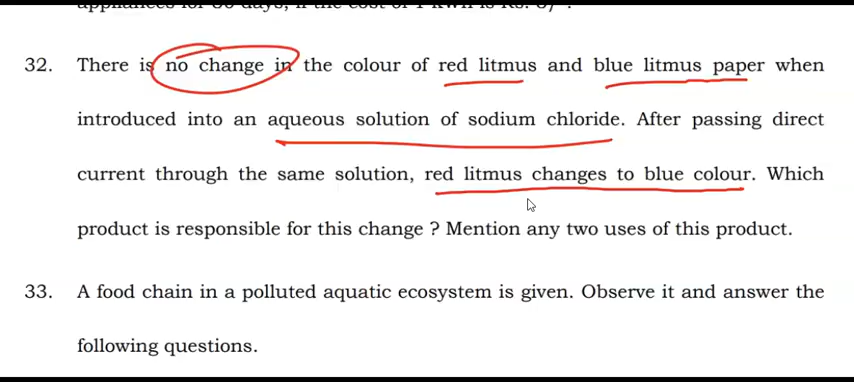 32. There is no change in the colour of red litmus and blue litmus paper when
introduced into an aqueous solution of sodium chloride. After passing direct
current through the same solution, red litmus changes to blue colour. Which
product is responsible for this change ? Mention any two uses of this product.
33. A food chain in a polluted aquatic ecosystem is given. Observe it and answer the
following questions.